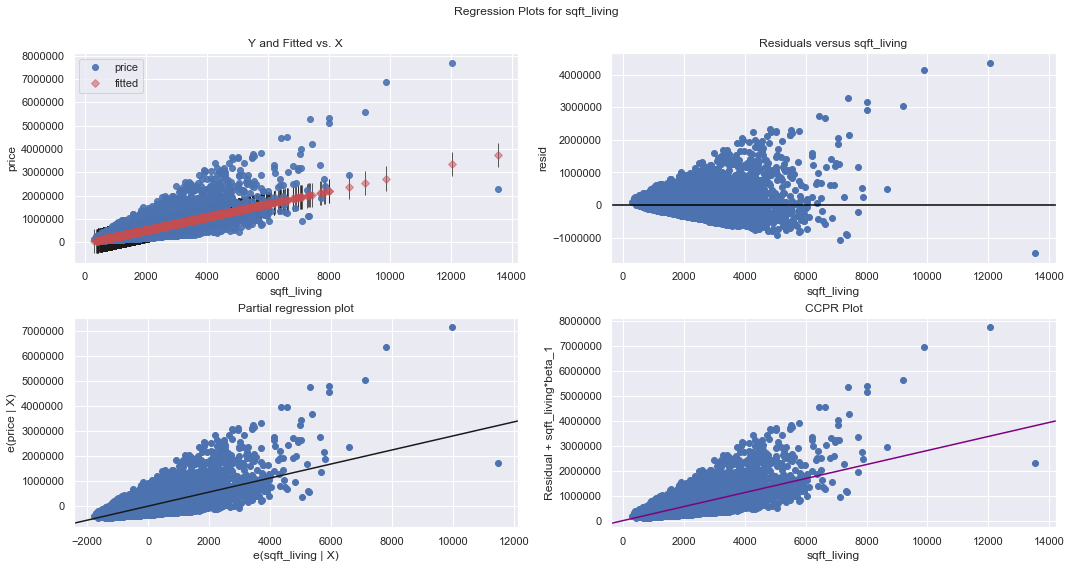 Regression Plots for sqft_living
Y and Fitted vs. X
8000000
7000000
6000000
5000000
4000000
3000000
2000000
1000000
0
price
price
fitted
0 2000 4000 6000 8000 10000 12000 14000
sqft_living
Residuals versus sqft_living
4000000
3000000
2000000
1000000
0
−1000000
resid
0 2000 4000 6000 8000 10000 12000 14000
sqft_living
Partial regression plot
7000000
6000000
5000000
4000000
3000000
2000000
1000000
0
e(price | X)
−2000 0 2000 4000 6000 8000 10000 12000
e(sqft_living | X)
CCPR Plot
8000000
7000000
6000000
5000000
4000000
3000000
2000000
1000000
0
Residual + sqft_living*beta_1
0 2000 4000 6000 8000 10000 12000 14000
sqft_living